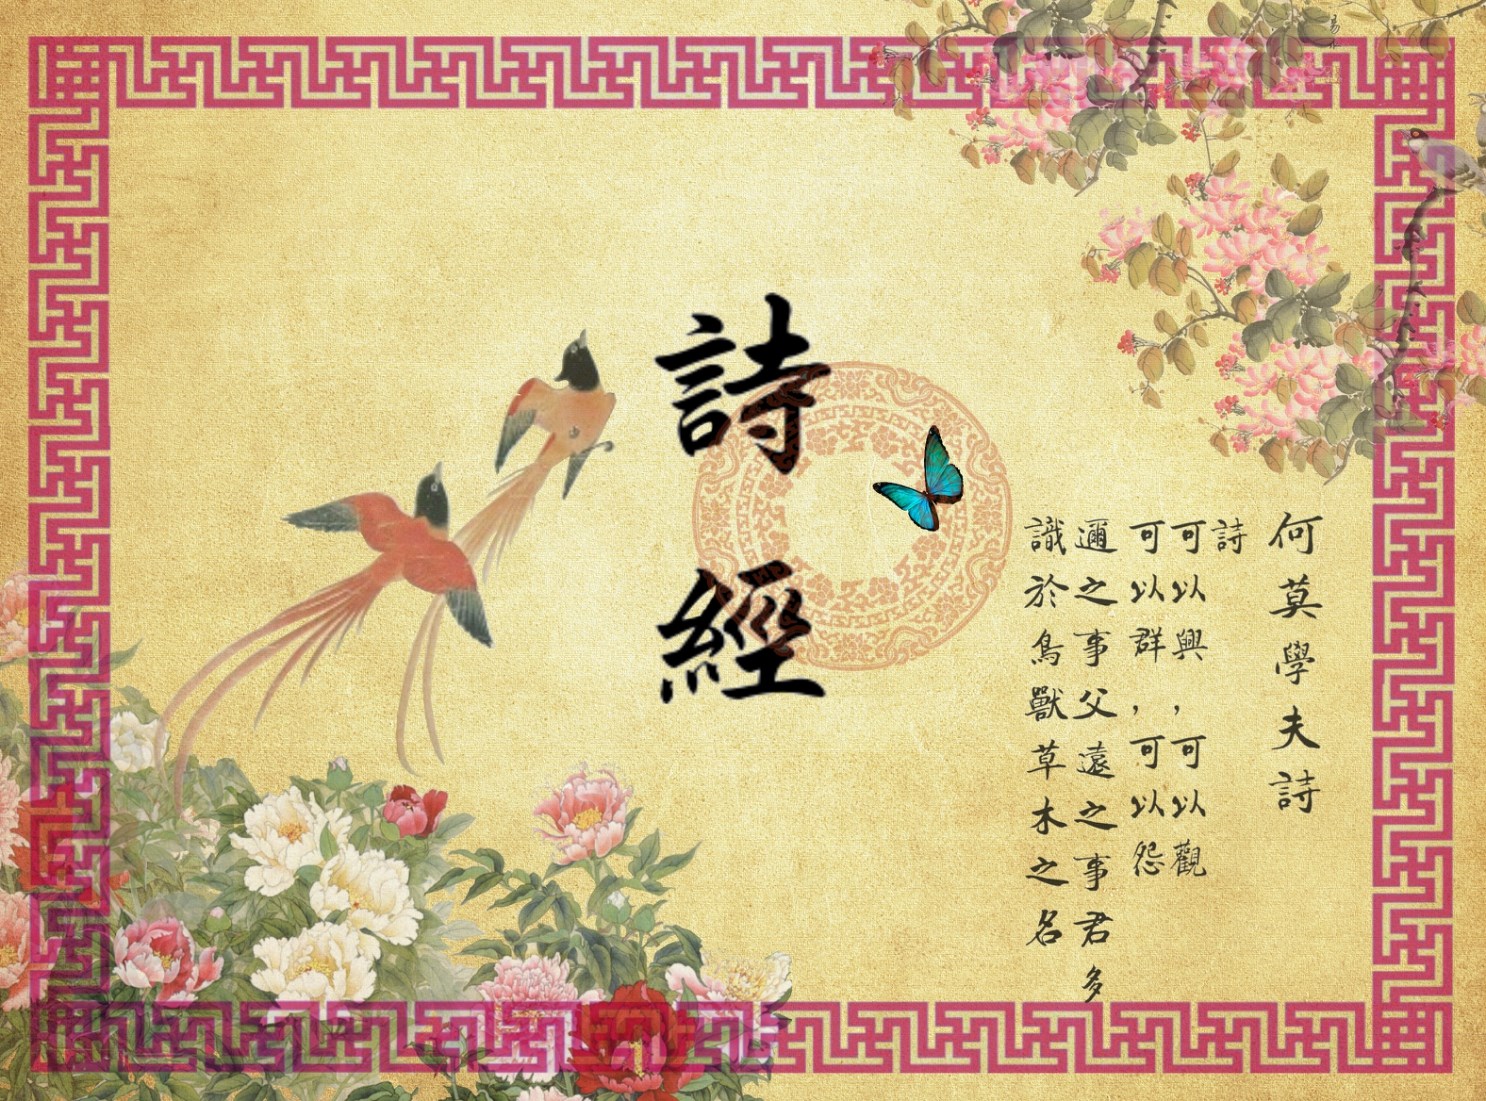 詩經
何莫學夫詩
詩
可以興，可以觀
可以群，可以怨
邇之事父遠之事君多
識於鳥獸草木之名